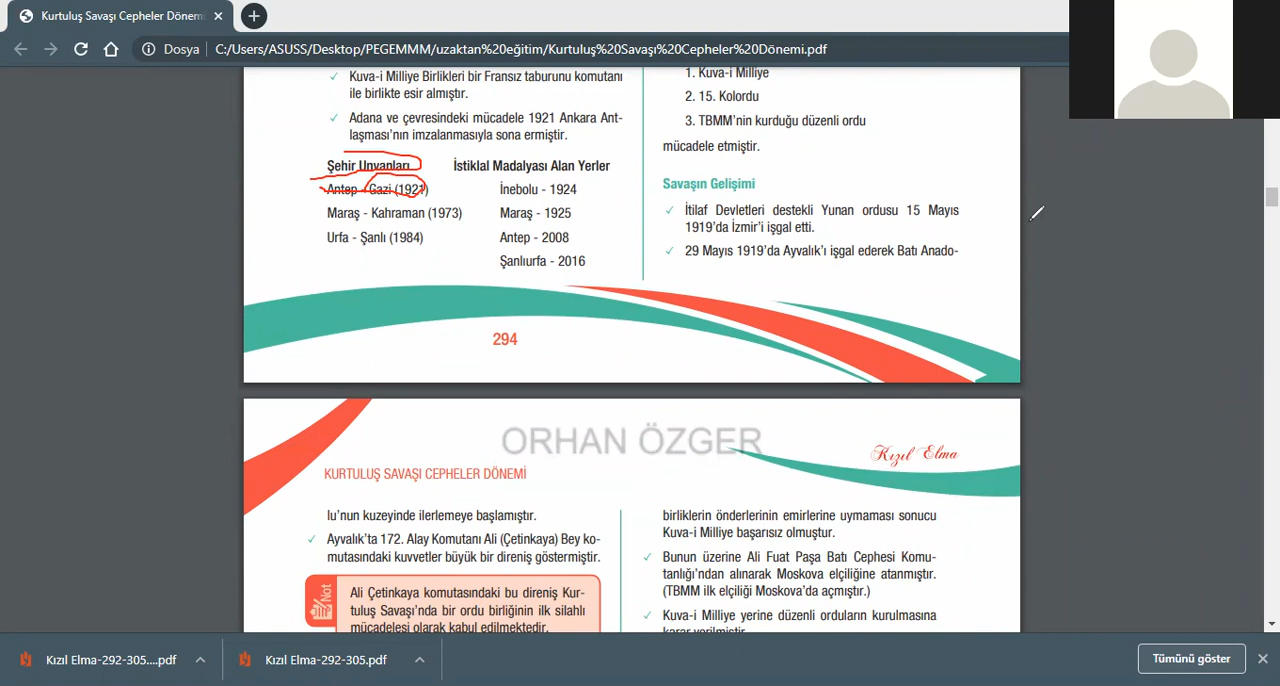 Kurtuluş Savaşı Cepheler Dönemi
Dosya
C:/Users/ASUSS/Desktop/PEGEMMM/uzaktan%20eğitim/Kurtuluş%20Savaşı%20Cepheler%20Dönemi.pdf
Kuva-i Milliye Birlikleri bir Fransız taburunu komutanı
ile birlikte esir almıştır.
Adana ve çevresindeki mücadele 1921 Ankara Ant-
laşması'nın imzalanmasıyla sona ermiştir.
Şehir Unvanları
Antep - Gazi (1921)
Maraş - Kahraman (1973)
Urfa - Şanlı (1984)
İstiklal Madalyası Alan Yerler
İnebolu - 1924
Maraş - 1925
Antep - 2008
Şanlıurfa - 2016
1. Kuva-i Milliye
2. 15. Kolordu
3. TBMM'nin kurduğu düzenli ordu
mücadele etmiştir.
Savaşın Gelişimi
İtilaf Devletleri destekli Yunan ordusu 15 Mayıs
1919'da İzmir'i işgal etti.
29 Mayıs 1919'da Ayvalık'ı işgal ederek Batı Anado-
294
ORHAN ÖZGER
Kızıl Elma
KURTULUŞ SAVAŞI CEPHELER DÖNEMİ
lu'nun kuzeyinde ilerlemeye başlamıştır.
Ayvalık'ta 172. Alay Komutanı Ali (Çetinkaya) Bey ko-
mutasındaki kuvvetler büyük bir direniş göstermiştir.
Not
Ali Çetinkaya komutasındaki bu direniş Kur-
tuluş Savaşı'nda bir ordu birliğinin ilk silahlı
mücadelesi olarak kabul edilmektedir.
birliklerin önderlerinin emirlerine uymaması sonucu
Kuva-i Milliye başarısız olmuştur.
Bunun üzerine Ali Fuat Paşa Batı Cephesi Komu-
tanlığı'ndan alınarak Moskova elçiliğine atanmıştır.
(TBMM ilk elçiliği Moskova'da açmıştır.)
Kuva-i Milliye yerine düzenli orduların kurulmasına
karar verilmiştir.
Kızıl Elma-292-305....pdf
Kızıl Elma-292-305.pdf
Tümünü göster